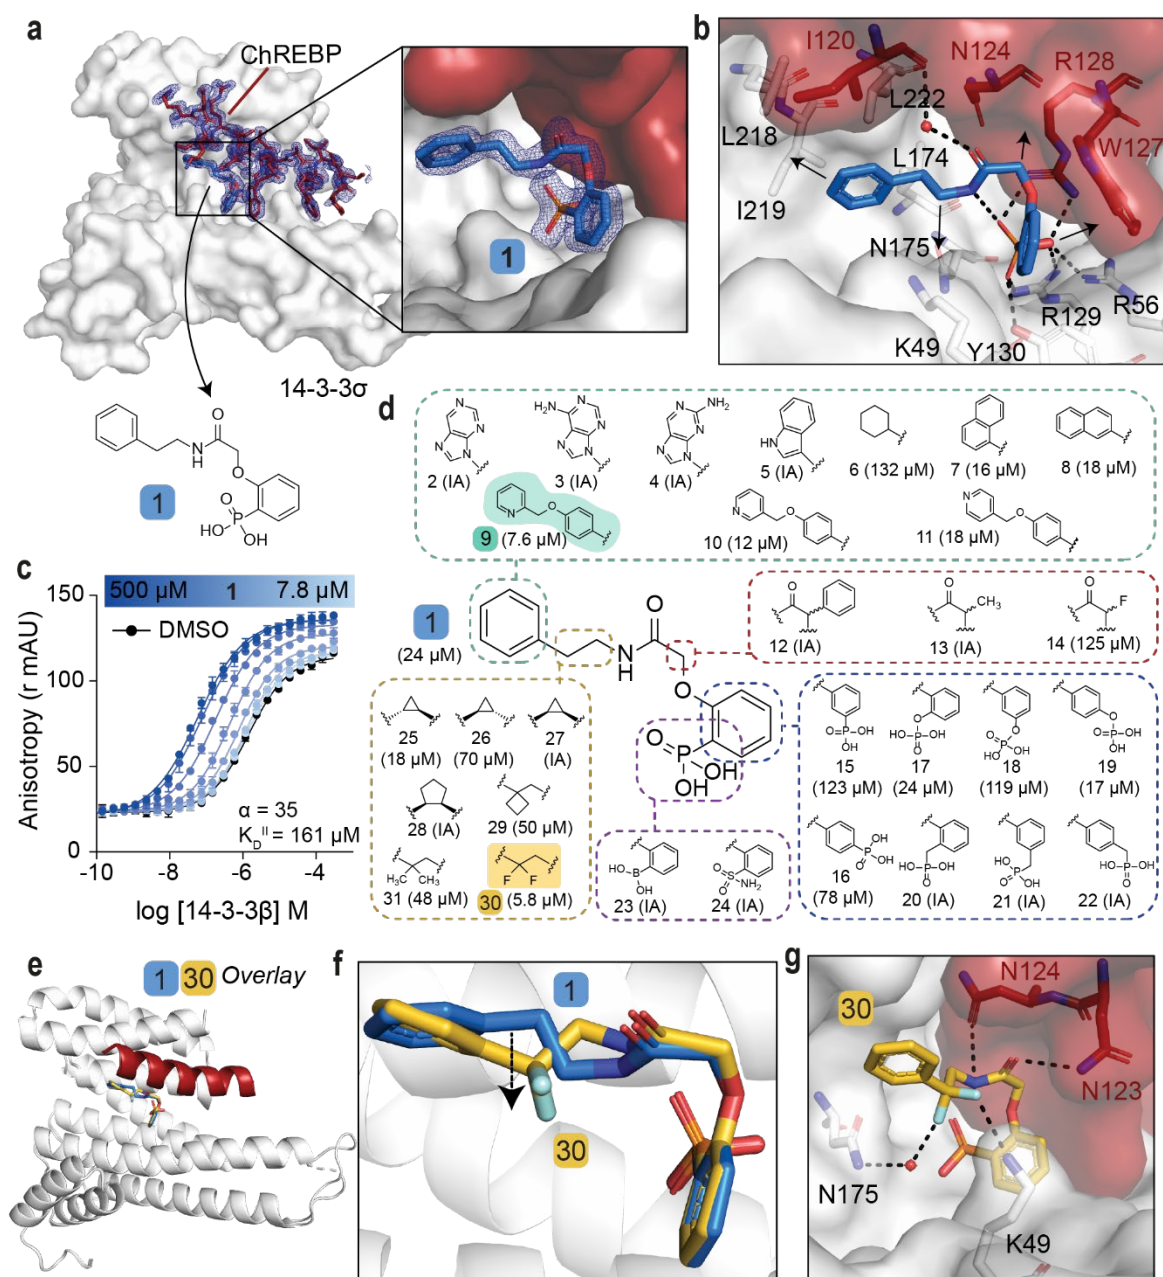 a
ChREBP
1
14-3-3σ
O
N
H
O
O
P
HO OH
1
b
I120
N124
R128
L222
L218
W127
L174
I219
N175
R56
R129
K49
Y130
c
500 µM 1 7.8 µM
DMSO
Anisotropy (r mAU)
150
100
50
0
-10 -8 -6 -4
α = 35
K_D^II = 161 µM
log [14-3-3β] M
d
2 (IA)
3 (IA)
4 (IA)
5 (IA)
6 (132 µM)
7 (16 µM)
8 (18 µM)
9 (7.6 µM)
10 (12 µM)
11 (18 µM)
1
(24 µM)
12 (IA)
13 (IA)
14 (125 µM)
25
(18 µM)
26
(70 µM)
27
(IA)
28 (IA)
29 (50 µM)
31 (48 µM)
30 (5.8 µM)
23 (IA)
24 (IA)
15
(123 µM)
17
(24 µM)
18
(119 µM)
19
(17 µM)
16
(78 µM)
20 (IA)
21 (IA)
22 (IA)
e
1 30 Overlay
f
1
30
g
30
N124
N123
N175
K49